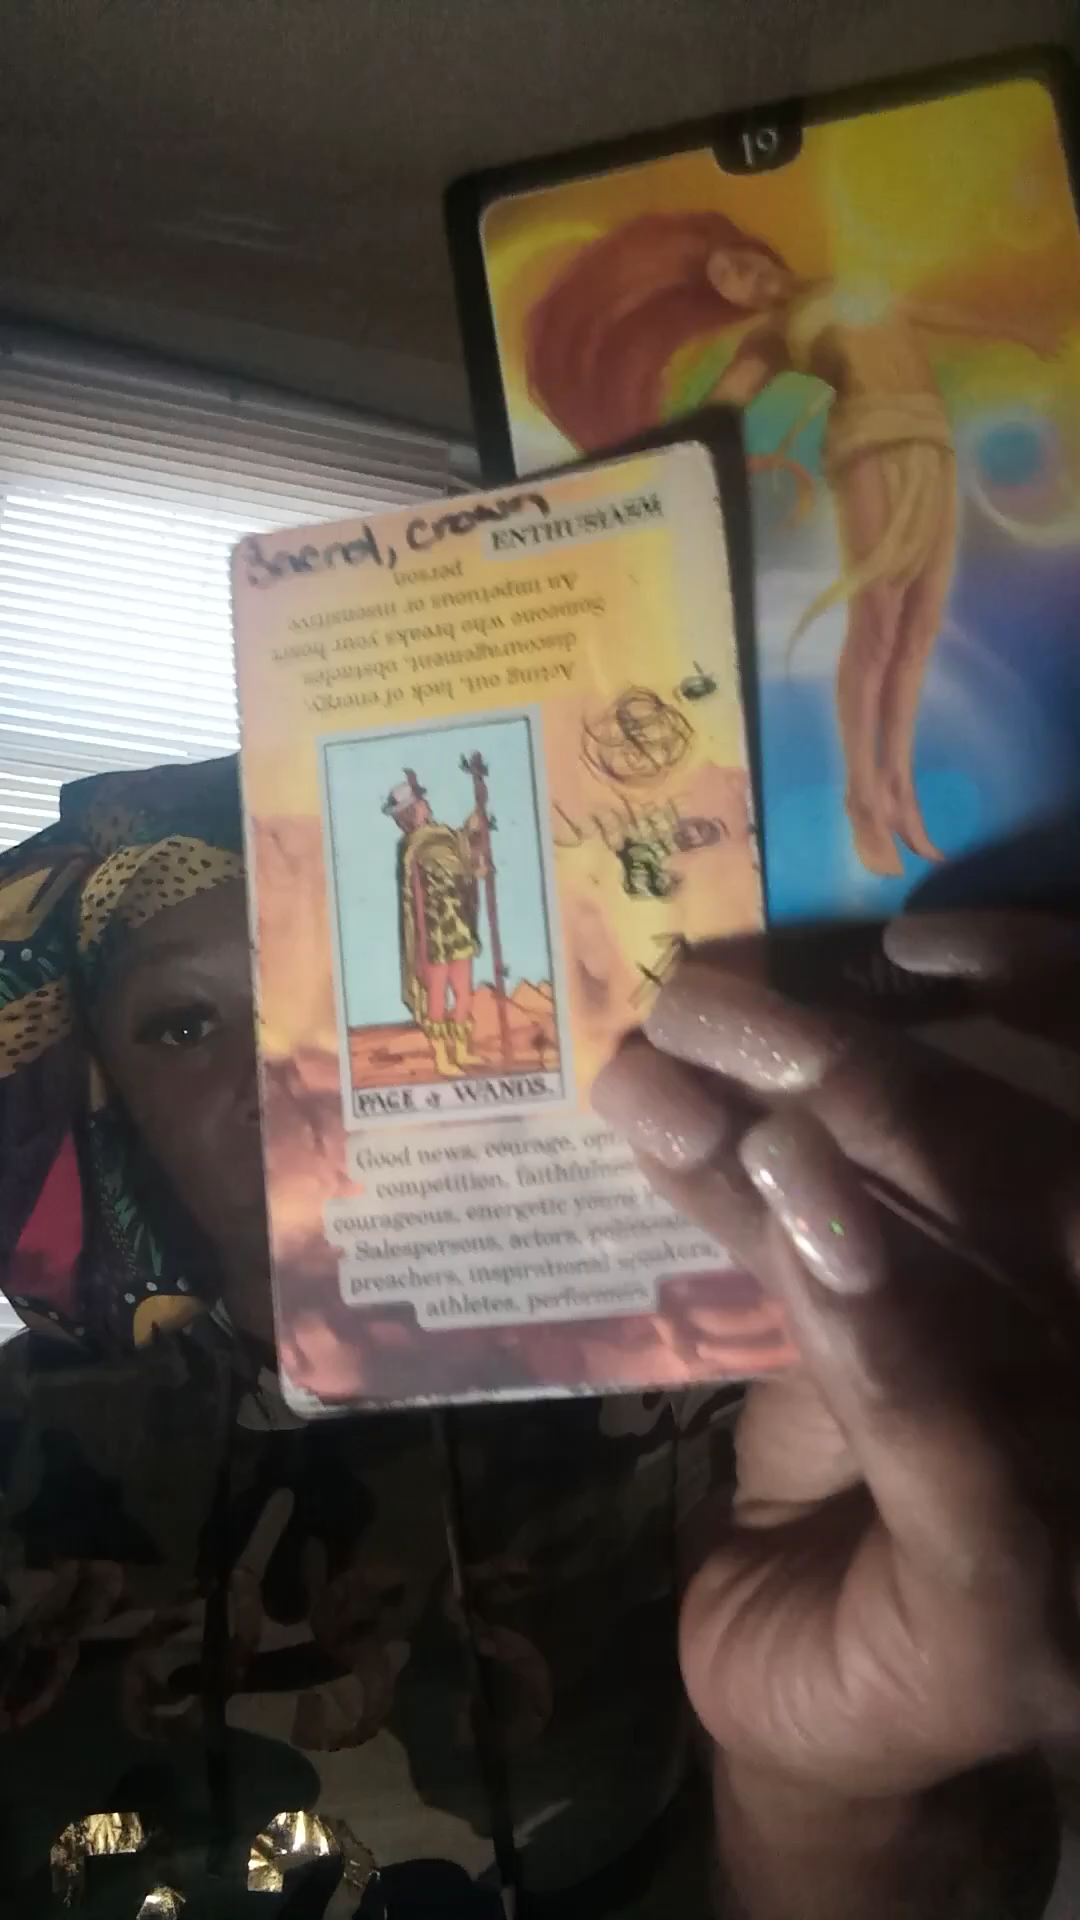 19
Sacral, crown
ENTHUSIASM
Acting out, lack of energy,
discouragement, obstacles
Someone who breaks your heart
An impetuous or insensitive
person
PAGE of WANDS.
Good news, courage,
competition,
courageous, energetic young
Salespersons, actors,
preachers, inspirational speakers,
athletes, performers